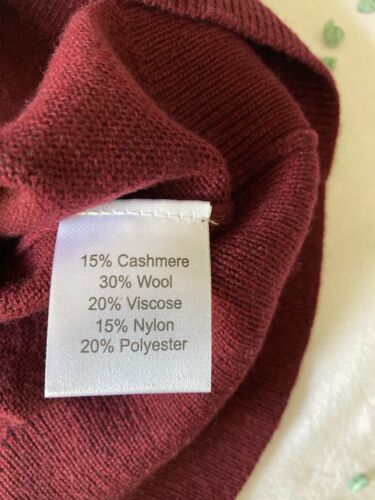 15% Cashmere
30% Wool
20% Viscose
15% Nylon
20% Polyester